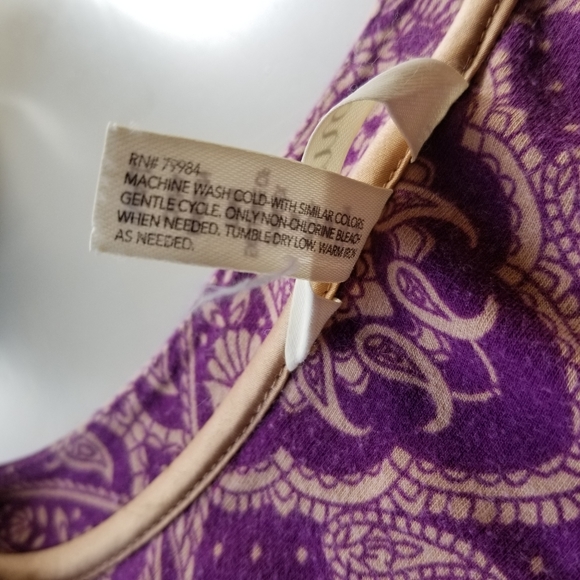 RN# 79984
MACHINE WASH COLD WITH SIMILAR COLORS
GENTLE CYCLE. ONLY NON-CHLORINE BLEACH
WHEN NEEDED. TUMBLE DRY LOW. WARM IRON
AS NEEDED.